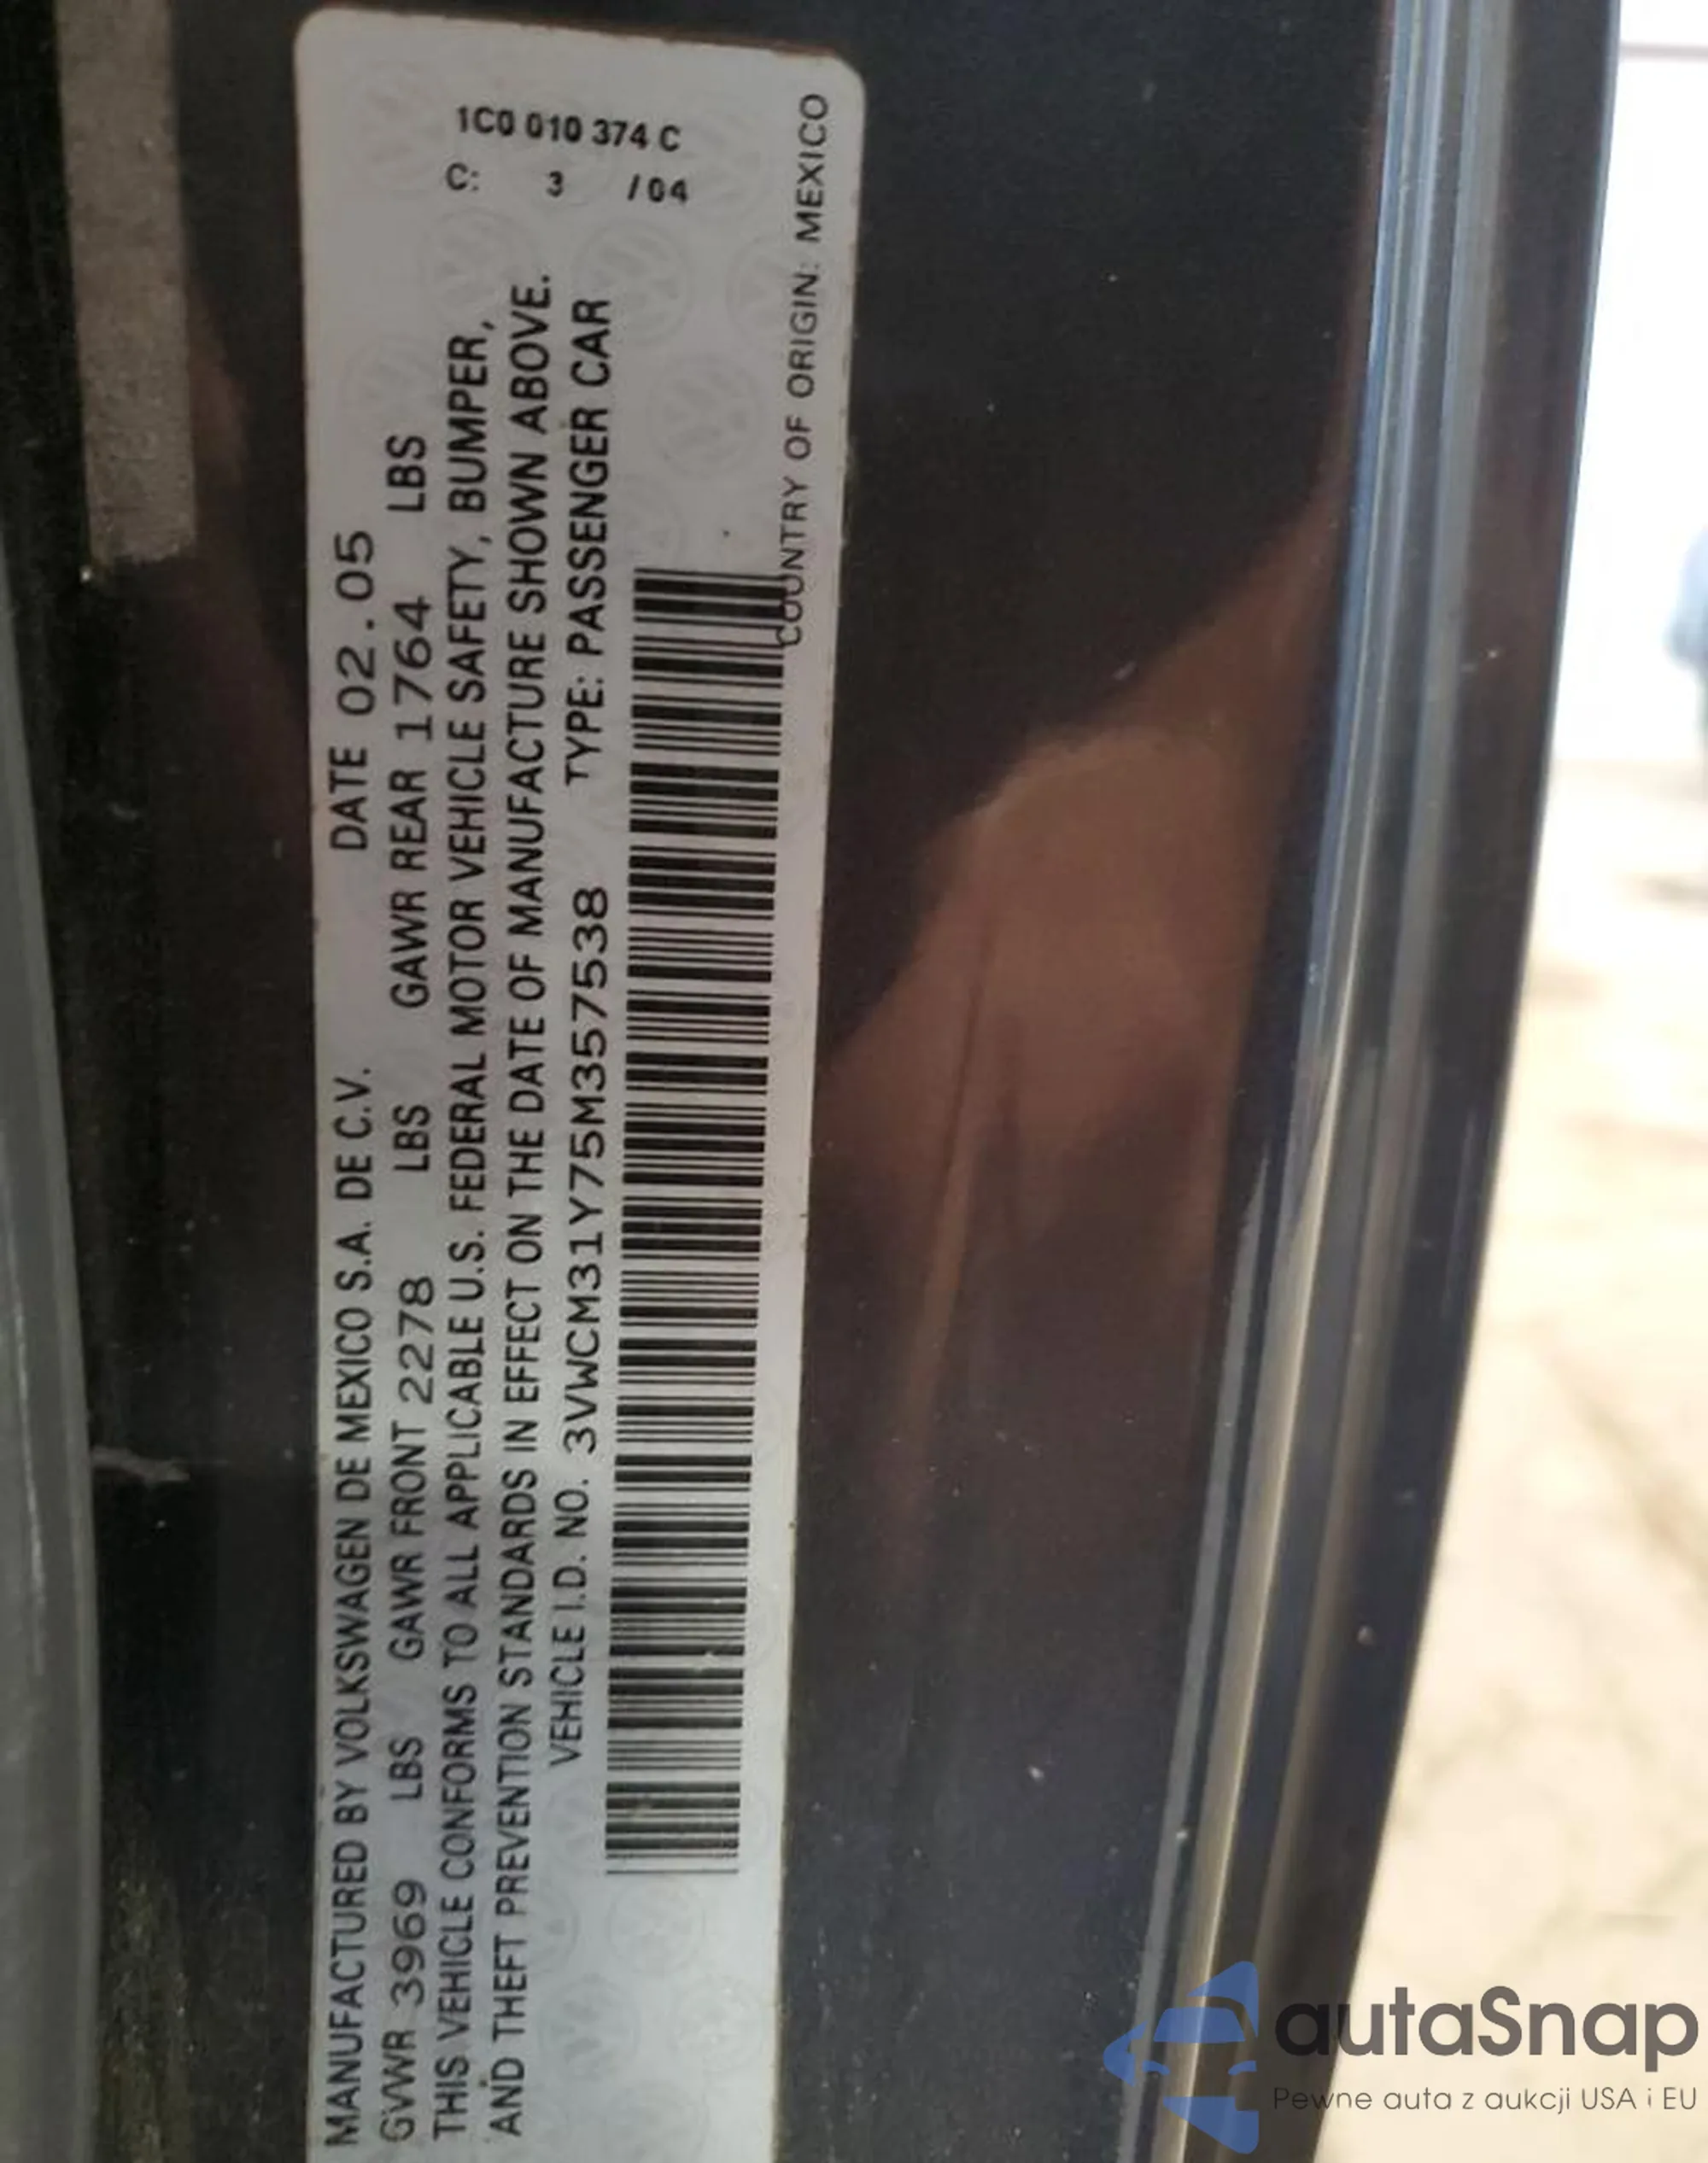 MANUFACTURED BY VOLKSWAGEN DE MEXICO S.A. DE C.V. DATE 02.05
GVWR 3969 LBS GAWR FRONT 2278 LBS GAWR REAR 1764 LBS
THIS VEHICLE CONFORMS TO ALL APPLICABLE U.S. FEDERAL MOTOR VEHICLE SAFETY, BUMPER,
AND THEFT PREVENTION STANDARDS IN EFFECT ON THE DATE OF MANUFACTURE SHOWN ABOVE.
VEHICLE I.D. NO. 3VWCM31Y75M357538 TYPE: PASSENGER CAR
COUNTRY OF ORIGIN: MEXICO
1C0 010 374 C
C: 3 /04
autaSnap
Pewne auta z aukcji USA i EU